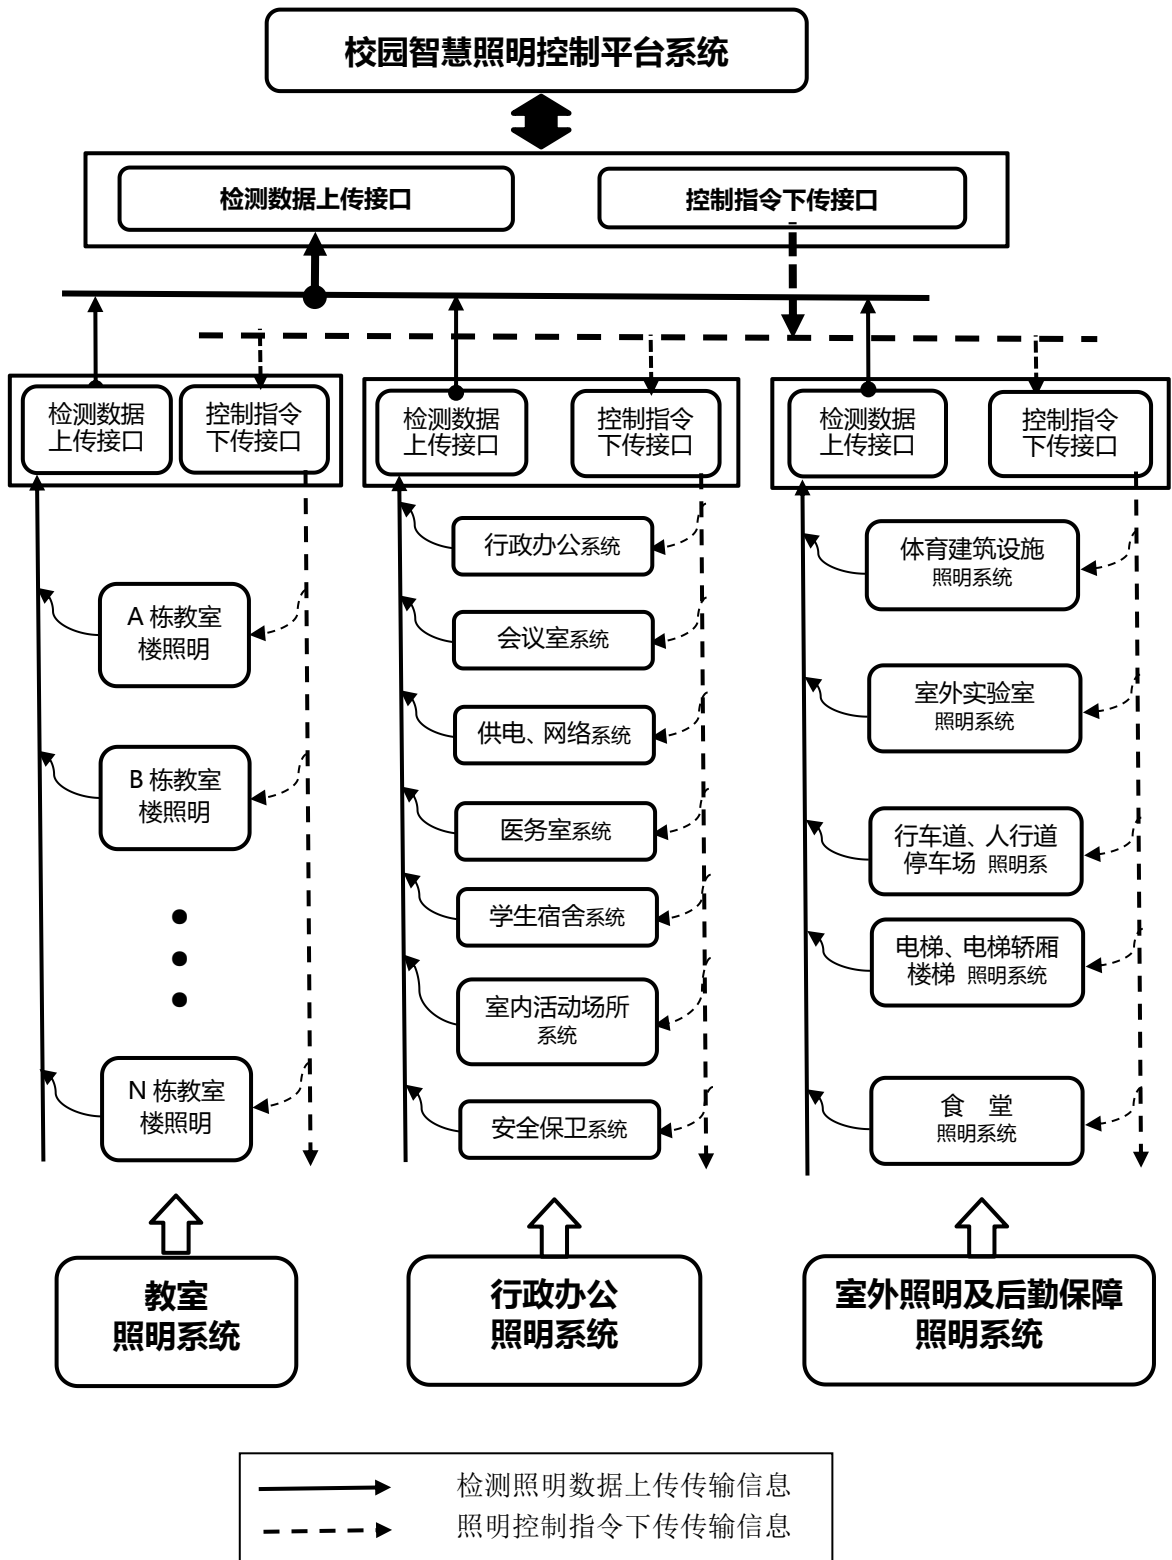 校园智慧照明控制平台系统
检测数据上传接口
控制指令下传接口
检测数据
上传接口
控制指令
下传接口
检测数据
上传接口
控制指令
下传接口
检测数据
上传接口
控制指令
下传接口
A 栋教室
楼照明
B 栋教室
楼照明
N 栋教室
楼照明
行政办公系统
会议室系统
供电、网络系统
医务室系统
学生宿舍系统
室内活动场所
系统
安全保卫系统
体育建筑设施
照明系统
室外实验室
照明系统
行车道、人行道
停车场 照明系
电梯、电梯轿厢
楼梯 照明系统
食 堂
照明系统
教室
照明系统
行政办公
照明系统
室外照明及后勤保障
照明系统
检测照明数据上传传输信息
照明控制指令下传传输信息